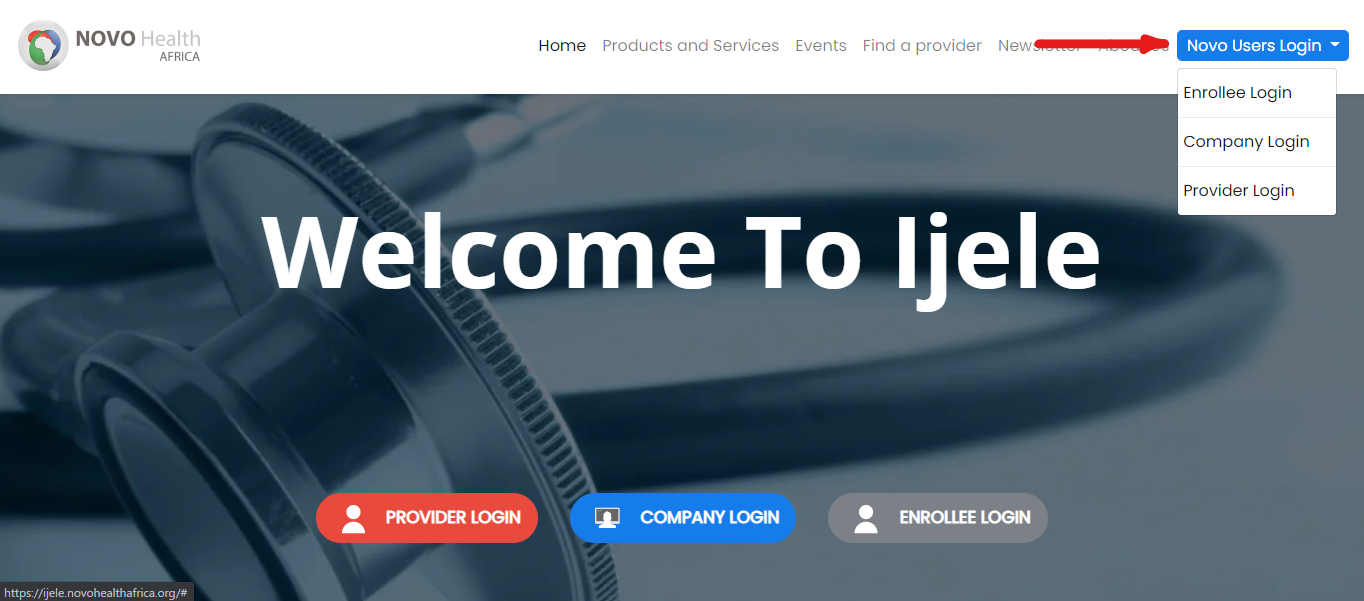 NOVO Health
AFRICA
Home Products and Services Events Find a provider Newsletter About Us Novo Users Login
Enrollee Login
Company Login
Provider Login
Welcome To Ijele
PROVIDER LOGIN COMPANY LOGIN ENROLLEE LOGIN
https://ijele.novohealthafrica.org/#